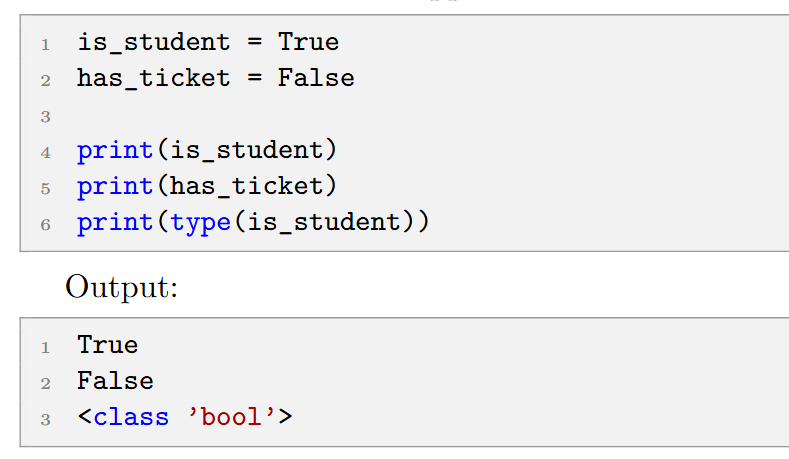 1 is_student = True
2 has_ticket = False
3
4 print(is_student)
5 print(has_ticket)
6 print(type(is_student))
Output:
1 True
2 False
3 <class ’bool’>